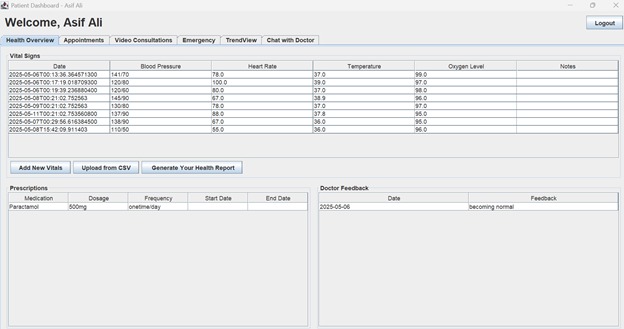 Patient Dashboard - Asif Ali
Welcome, Asif Ali
Logout
Health Overview Appointments Video Consultations Emergency TrendView Chat with Doctor
Vital Signs
Date Blood Pressure Heart Rate Temperature Oxygen Level Notes
2025-05-06T00:13:36.364571300 141/70 78.0 37.0 99.0
2025-05-06T00:17:19.018709300 120/80 100.0 39.0 97.0
2025-05-06T00:19:39.236880400 120/60 80.0 37.0 98.0
2025-05-08T00:21:02.752563 145/90 67.0 38.9 96.0
2025-05-09T00:21:02.752563 130/80 78.0 37.0 97.0
2025-05-11T00:21:02.753560800 137/90 88.0 37.8 95.0
2025-05-07T00:29:56.616384500 138/90 67.0 36.0 95.0
2025-05-08T15:42:09.911403 110/50 55.0 36.0 96.0
Add New Vitals Upload from CSV Generate Your Health Report
Prescriptions
Medication Dosage Frequency Start Date End Date
Paractamol 500mg onetime/day
Doctor Feedback
Date Feedback
2025-05-06 becoming normal